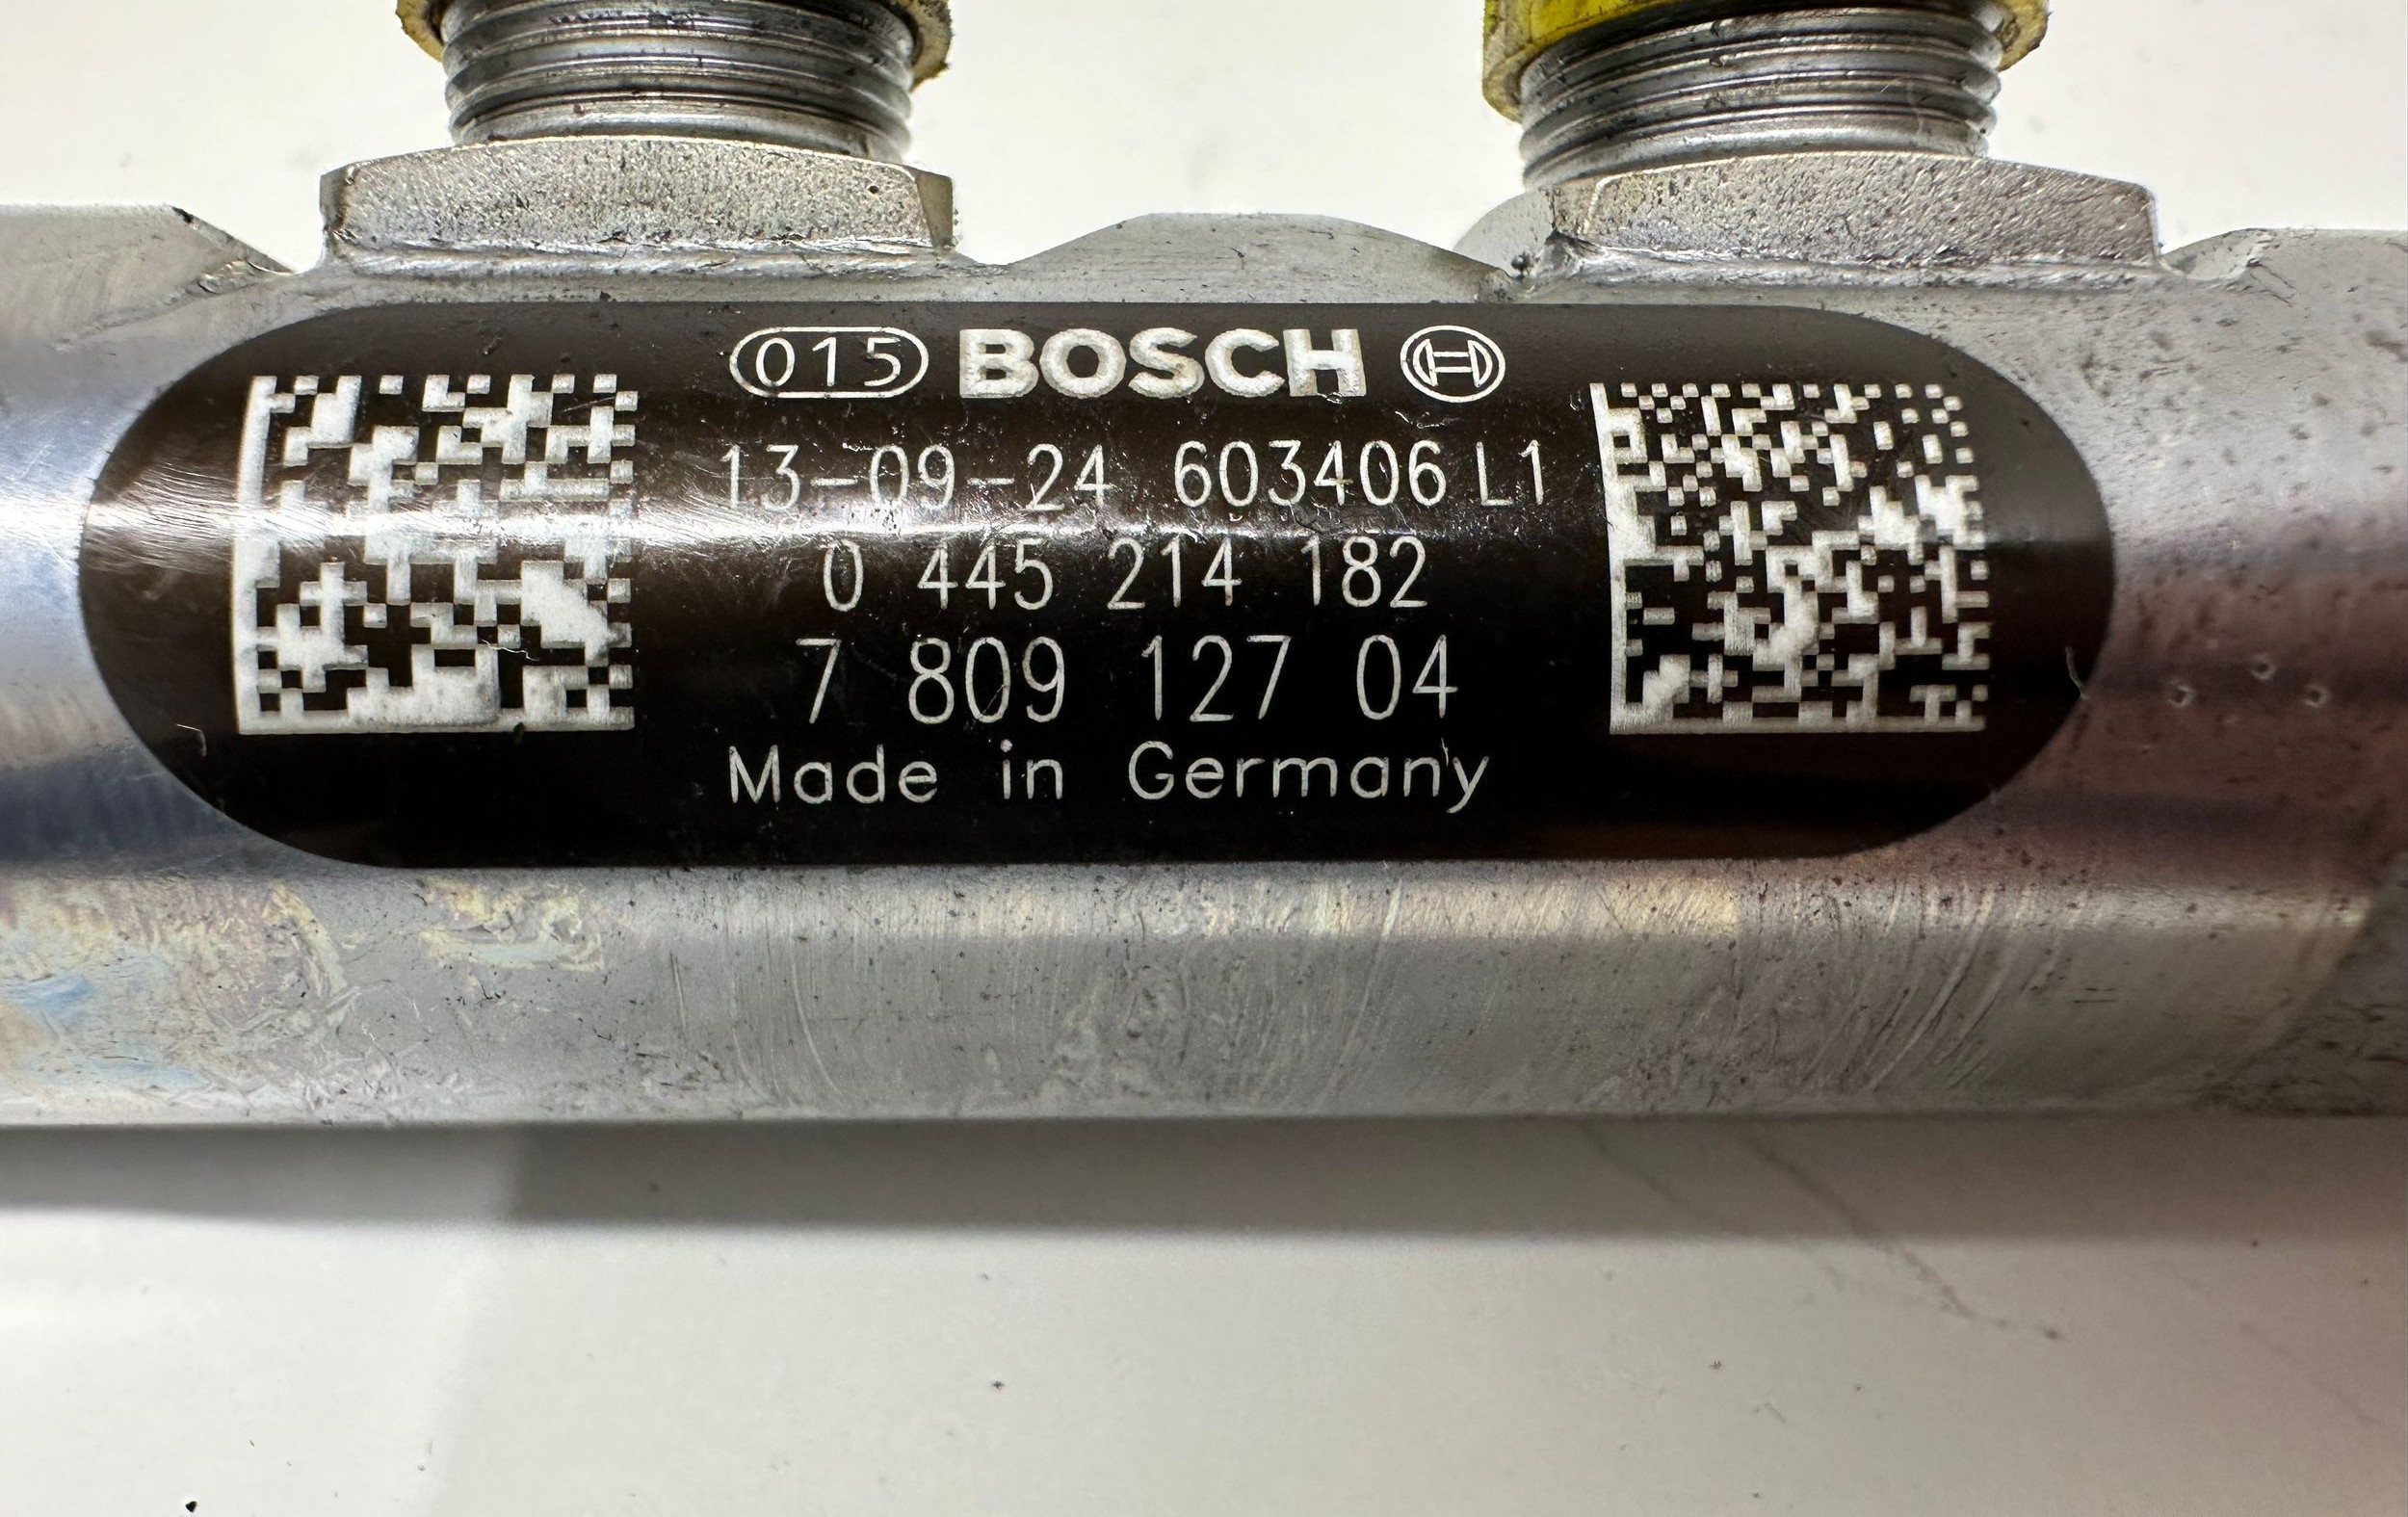 015 BOSCH
13-09-24 603406 L1
0 445 214 182
7 809 127 04
Made in Germany